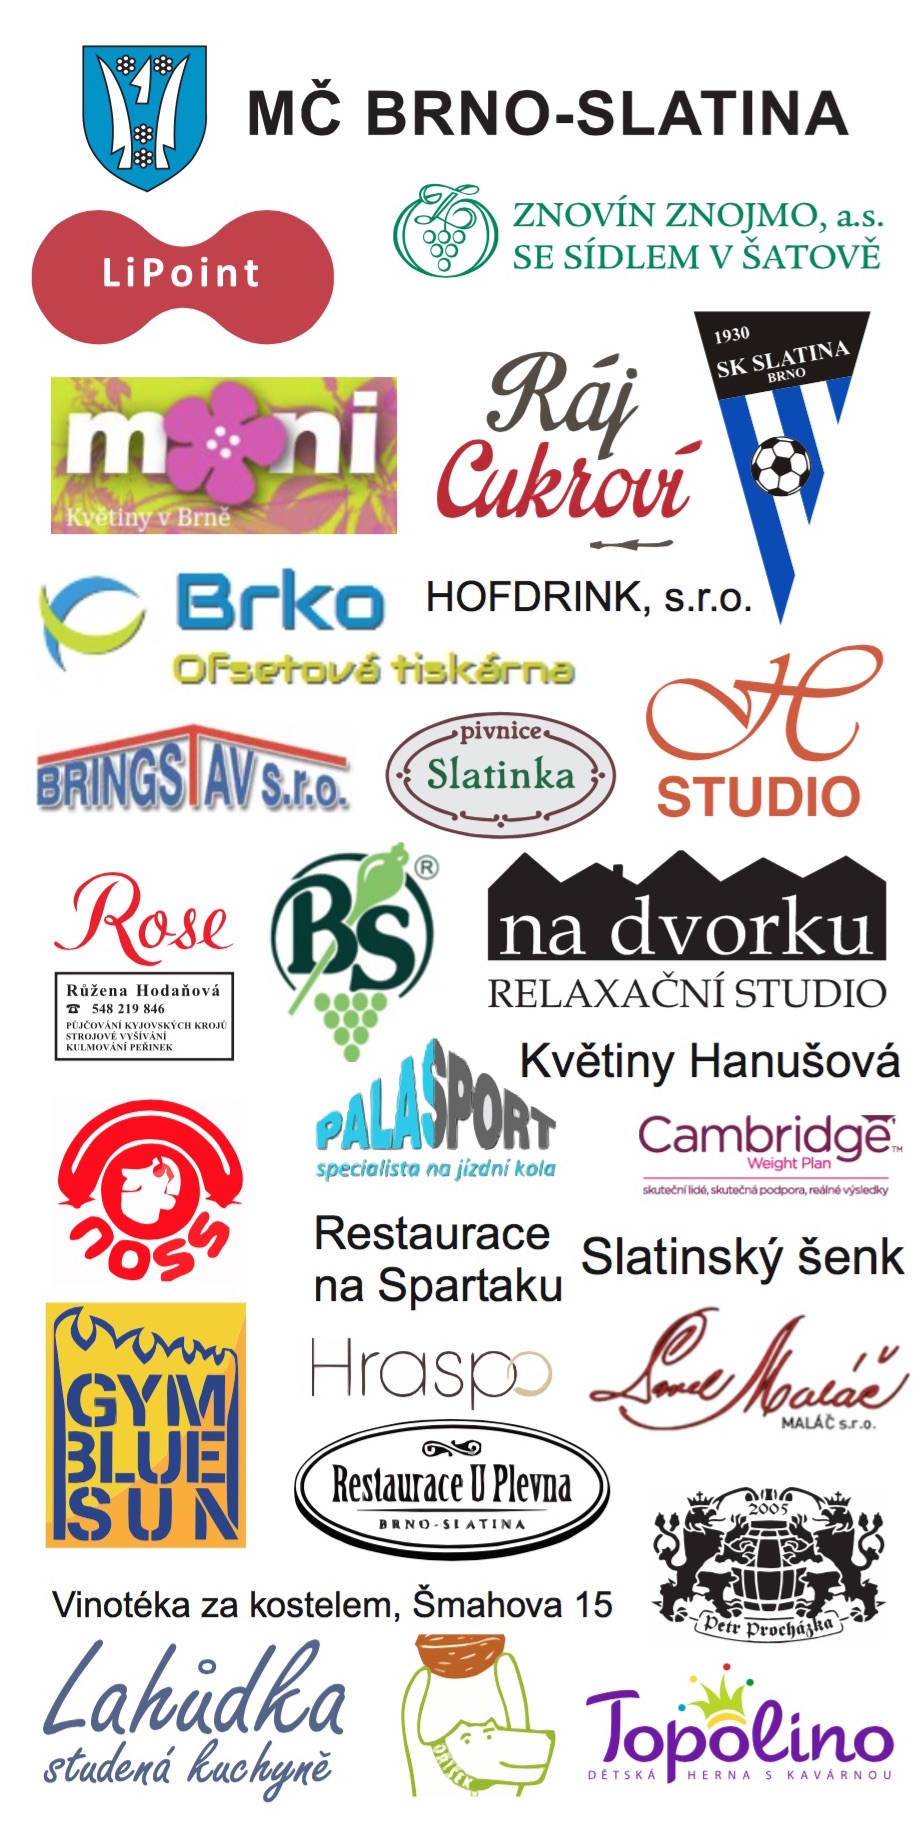 MČ BRNO-SLATINA
LiPoint
ZNOVÍN ZNOJMO, a.s.
SE SÍDLEM V ŠATOVĚ
1930
SK SLATINA
BRNO
moni
Květiny v Brně
Ráj
Cukroví
HOFDRINK, s.r.o.
Brko
Ofsetová tiskárna
H
STUDIO
BRINGSTAV s.r.o.
pivnice
Slatinka
Rose
Růžena Hodaňová
☎ 548 219 846
PŮJČOVÁNÍ KYJOVSKÝCH KROJŮ
STROJOVÉ VYŠÍVÁNÍ
KULMOVÁNÍ PEŘINEK
BS®
na dvorku
RELAXAČNÍ STUDIO
Květiny Hanušová
PALASPORT
specialista na jízdní kola
Cambridge™
Weight Plan
skuteční lidé, skutečná podpora, reálné výsledky
noss
Restaurace
na Spartaku
Slatinský šenk
GYM
BLUE
SUN
Hraspo
Maláč
MALÁČ s.r.o.
Restaurace U Plevna
BRNO-SLATINA
2005
Petr Procházka
Vinotéka za kostelem, Šmahova 15
Lahůdka
studená kuchyně
OŘÍŠEK
Topolino
DĚTSKÁ HERNA S KAVÁRNOU